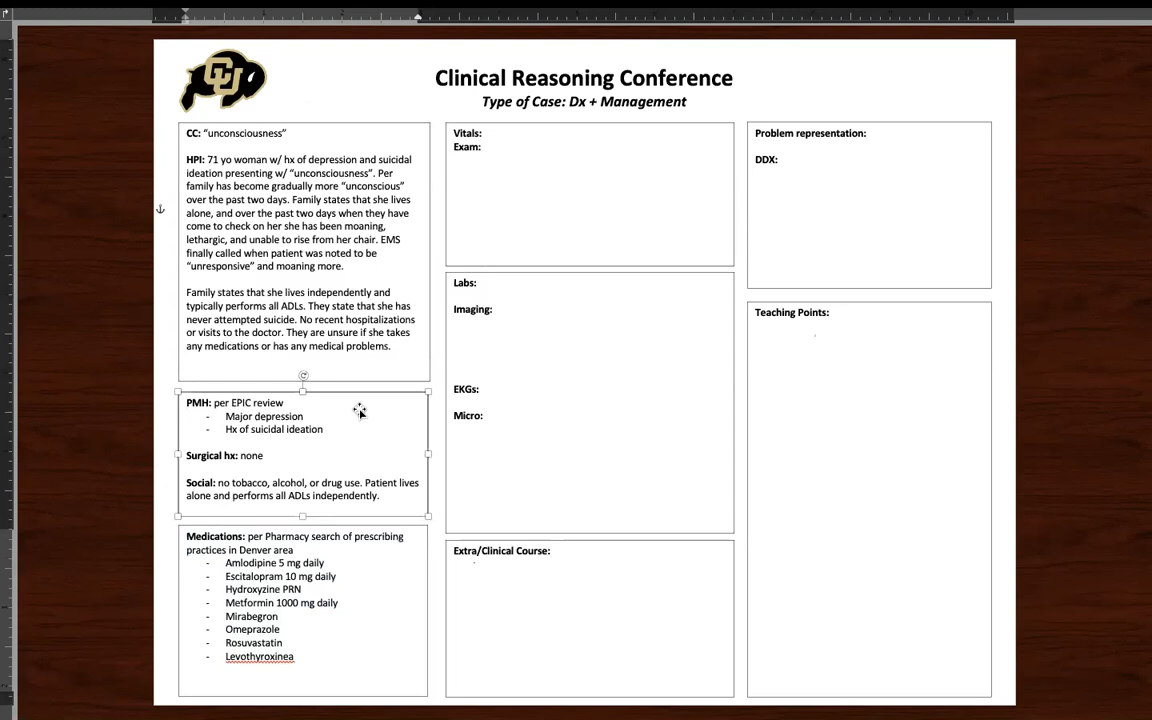 CU
Clinical Reasoning Conference
Type of Case: Dx + Management
CC: “unconsciousness”
HPI: 71 yo woman w/ hx of depression and suicidal
ideation presenting w/ “unconsciousness”. Per
family has become gradually more “unconscious”
over the past two days. Family states that she lives
alone, and over the past two days when they have
come to check on her she has been moaning,
lethargic, and unable to rise from her chair. EMS
finally called when patient was noted to be
“unresponsive” and moaning more.
Family states that she lives independently and
typically performs all ADLs. They state that she has
never attempted suicide. No recent hospitalizations
or visits to the doctor. They are unsure if she takes
any medications or has any medical problems.
PMH: per EPIC review
- Major depression
- Hx of suicidal ideation
Surgical hx: none
Social: no tobacco, alcohol, or drug use. Patient lives
alone and performs all ADLs independently.
Medications: per Pharmacy search of prescribing
practices in Denver area
- Amlodipine 5 mg daily
- Escitalopram 10 mg daily
- Hydroxyzine PRN
- Metformin 1000 mg daily
- Mirabegron
- Omeprazole
- Rosuvastatin
- Levothyroxinea
Vitals:
Exam:
Labs:
Imaging:
EKGs:
Micro:
Extra/Clinical Course:
-
Problem representation:
DDX:
Teaching Points: